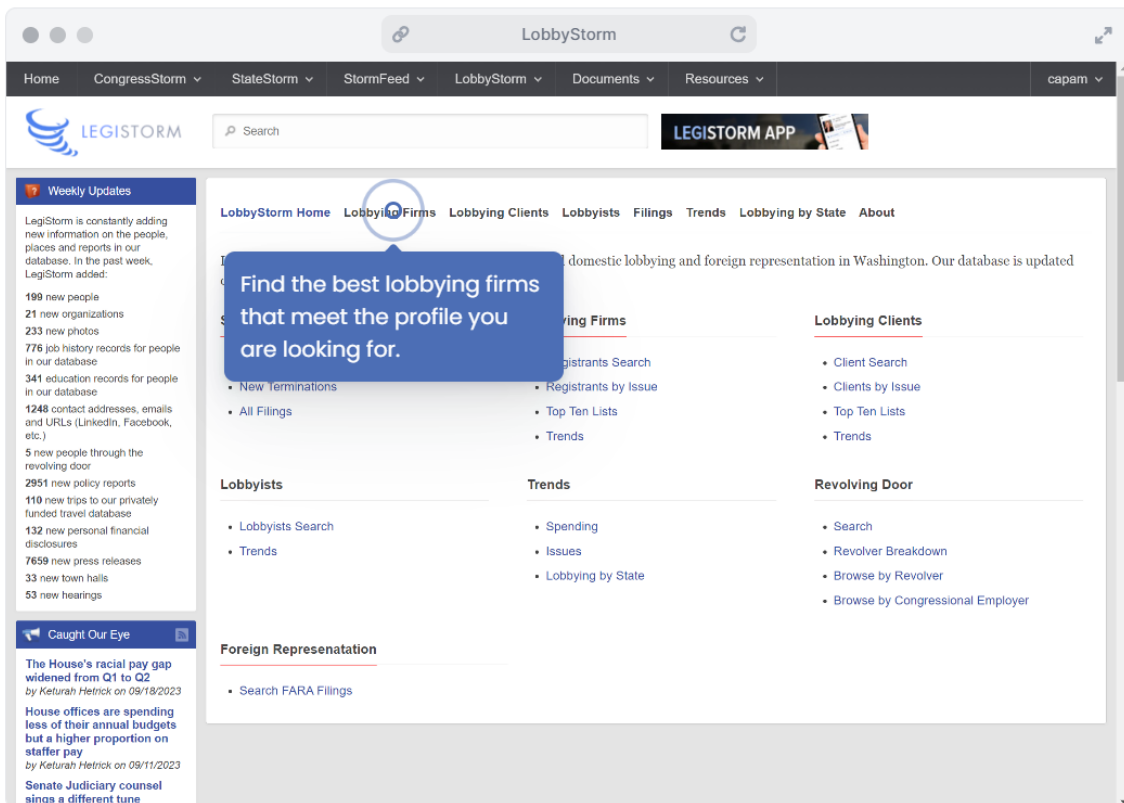 LobbyStorm
Home CongressStorm StateStorm StormFeed LobbyStorm Documents Resources capam
LEGISTORM
Search
LEGISTORM APP
Weekly Updates
LegiStorm is constantly adding
new information on the people,
places and reports in our
database. In the past week,
LegiStorm added:
199 new people
21 new organizations
233 new photos
776 job history records for people
in our database
341 education records for people
in our database
1248 contact addresses, emails
and URLs (LinkedIn, Facebook,
etc.)
5 new people through the
revolving door
2951 new policy reports
110 new trips to our privately
funded travel database
132 new personal financial
disclosures
7659 new press releases
33 new town halls
53 new hearings
Caught Our Eye
The House's racial pay gap
widened from Q1 to Q2
by Keturah Hetrick on 09/18/2023
House offices are spending
less of their annual budgets
but a higher proportion on
staffer pay
by Keturah Hetrick on 09/11/2023
Senate Judiciary counsel
sings a different tune
LobbyStorm Home Lobbying Firms Lobbying Clients Lobbyists Filings Trends Lobbying by State About
domestic lobbying and foreign representation in Washington. Our database is updated
Find the best lobbying firms
that meet the profile you
are looking for.
New Terminations
All Filings
Firms
Search
Registrants by Issue
Top Ten Lists
Trends
Lobbying Clients
Client Search
Clients by Issue
Top Ten Lists
Trends
Lobbyists
Lobbyists Search
Trends
Trends
Spending
Issues
Lobbying by State
Revolving Door
Search
Revolver Breakdown
Browse by Revolver
Browse by Congressional Employer
Foreign Represenatation
Search FARA Filings